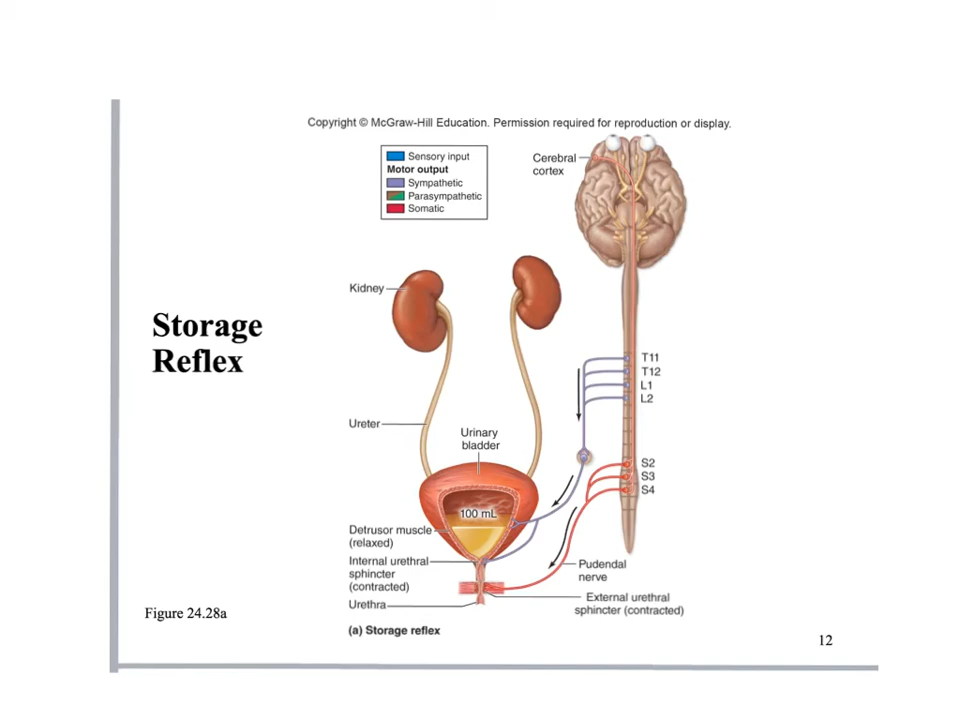 Copyright © McGraw-Hill Education. Permission required for reproduction or display.
Sensory input
Motor output
Sympathetic
Parasympathetic
Somatic
Cerebral
cortex
Kidney
Storage
Reflex
T11
T12
L1
L2
Ureter
Urinary
bladder
S2
S3
S4
100 mL
Detrusor muscle
(relaxed)
Internal urethral
sphincter
(contracted)
Urethra
Pudendal
nerve
External urethral
sphincter (contracted)
Figure 24.28a
(a) Storage reflex
12